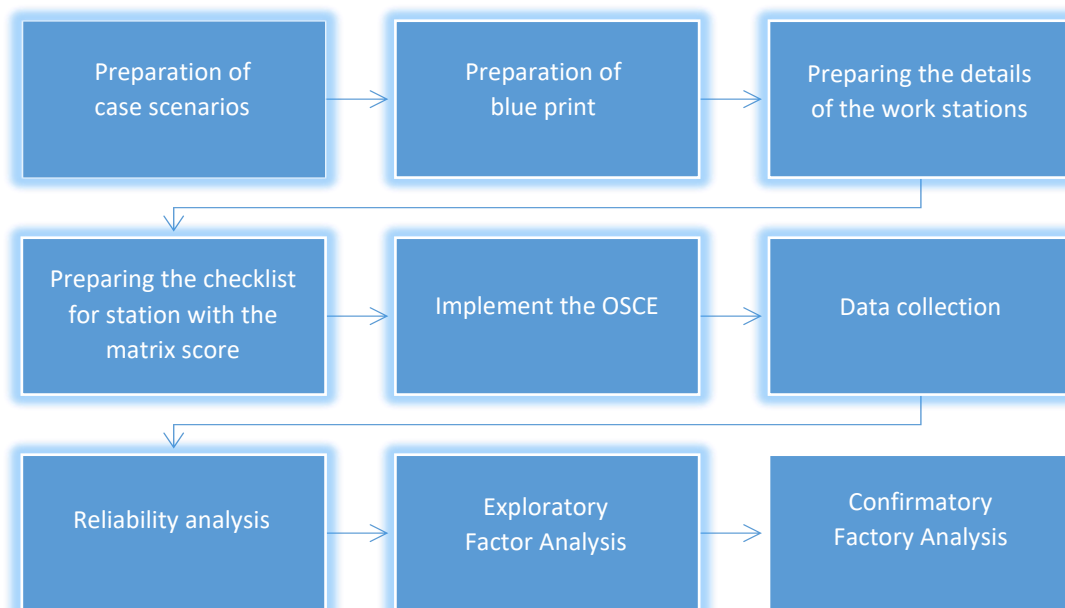 Preparation of
case scenarios
Preparation of
blue print
Preparing the details
of the work stations
Preparing the checklist
for station with the
matrix score
Implement the OSCE
Data collection
Reliability analysis
Exploratory
Factor Analysis
Confirmatory
Factory Analysis